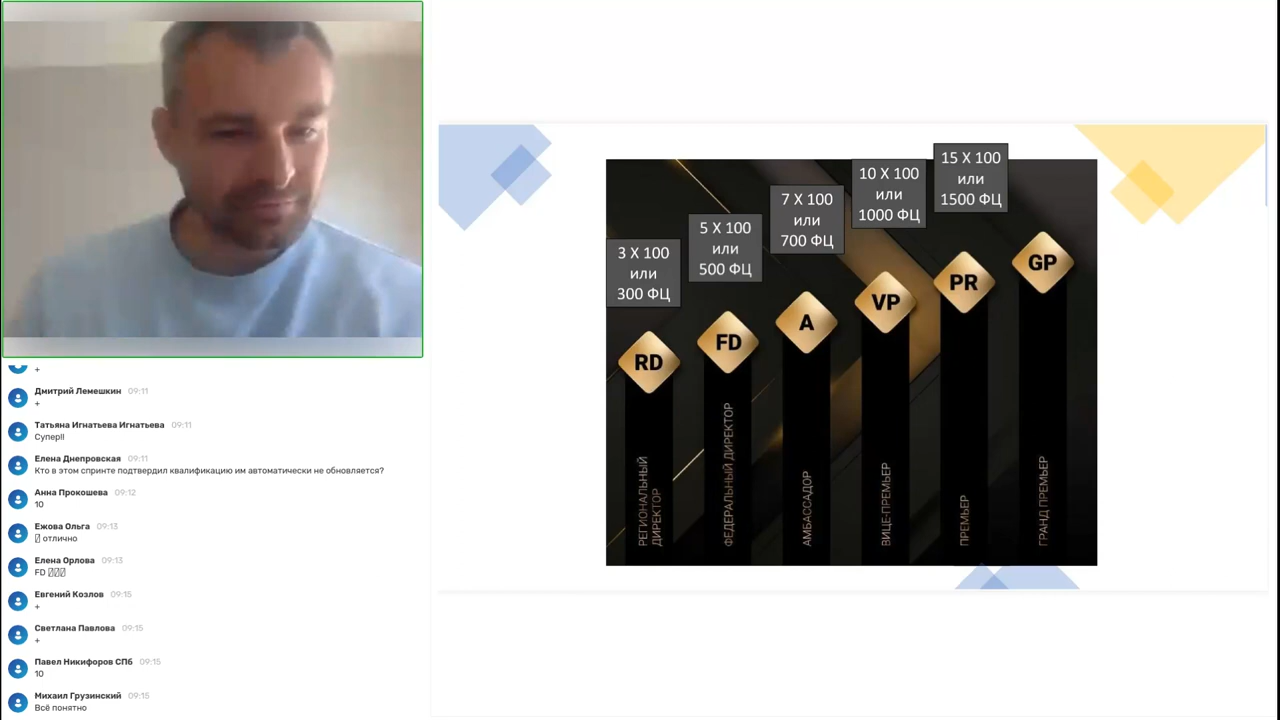 +
Дмитрий Лемешкин 09:11
+
Татьяна Игнатьева Игнатьева 09:11
Супер!!
Елена Днепровская 09:11
Кто в этом спринте подтвердил квалификацию им автоматически не обновляется?
Анна Прокошева 09:12
10
Ежова Ольга 09:13
отлично
Елена Орлова 09:13
FD
Евгений Козлов 09:15
+
Светлана Павлова 09:15
+
Павел Никифоров СПб 09:15
10
Михаил Грузинский 09:15
Всё понятно
3 X 100
или
300 ФЦ
5 X 100
или
500 ФЦ
7 X 100
или
700 ФЦ
10 X 100
или
1000 ФЦ
15 X 100
или
1500 ФЦ
RD
FD
A
VP
PR
GP
РЕГИОНАЛЬНЫЙ
ДИРЕКТОР
ФЕДЕРАЛЬНЫЙ ДИРЕКТОР
АМБАССАДОР
ВИЦЕ-ПРЕМЬЕР
ПРЕМЬЕР
ГРАНД ПРЕМЬЕР